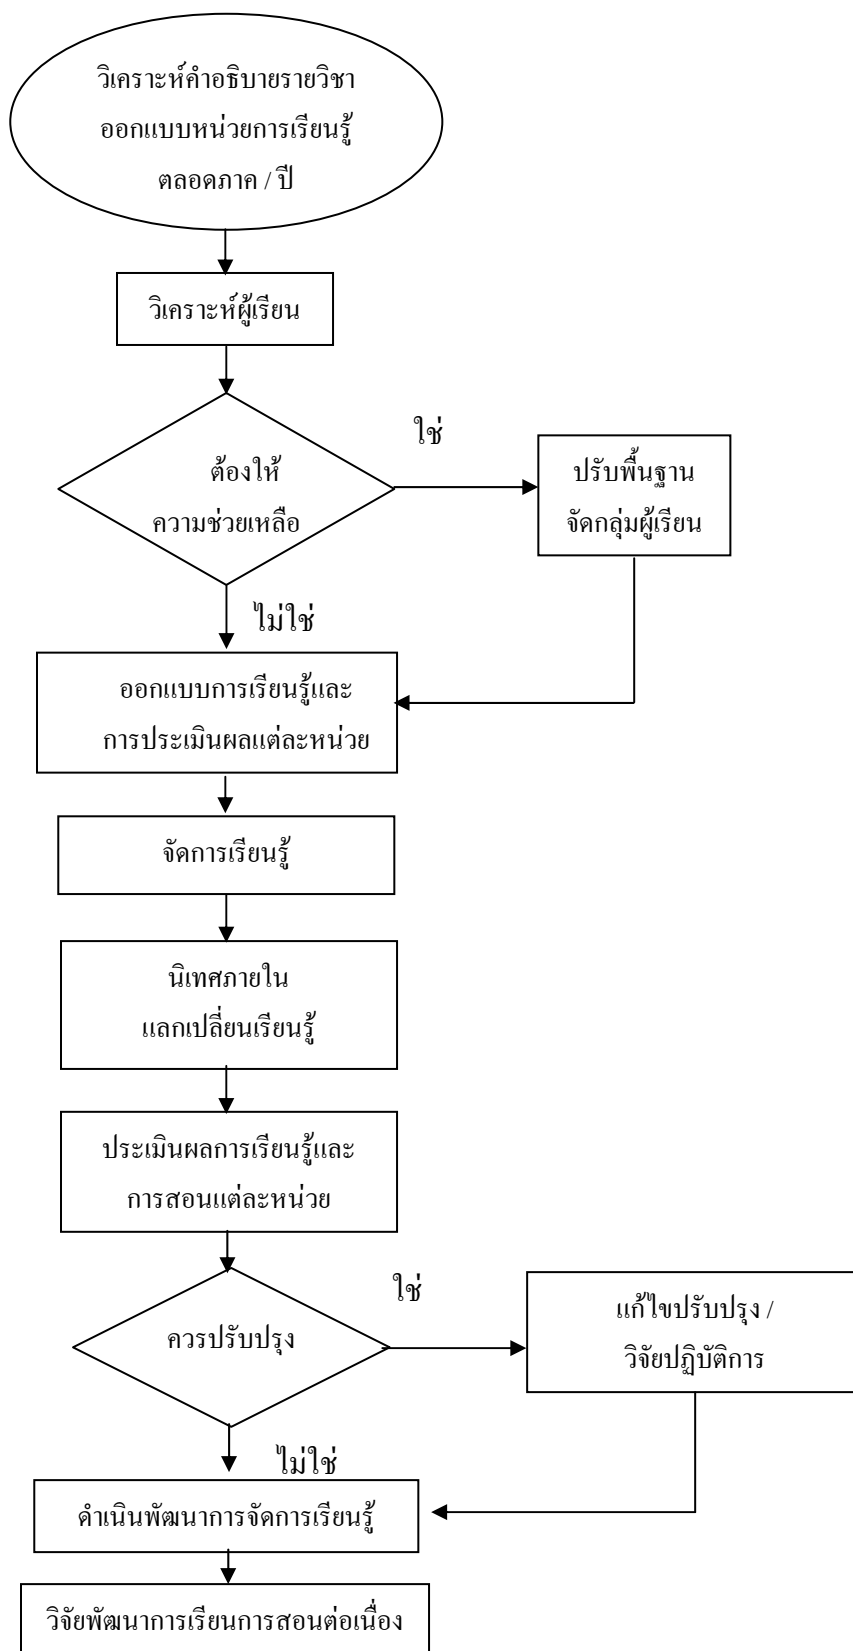 วิเคราะห์คำอธิบายรายวิชา
ออกแบบหน่วยการเรียนรู้
ตลอดภาค / ปี
วิเคราะห์ผู้เรียน
ต้องให้
ความช่วยเหลือ
ใช่
ปรับพื้นฐาน
จัดกลุ่มผู้เรียน
ไม่ใช่
ออกแบบการเรียนรู้และ
การประเมินผลแต่ละหน่วย
จัดการเรียนรู้
นิเทศภายใน
แลกเปลี่ยนเรียนรู้
ประเมินผลการเรียนรู้และ
การสอนแต่ละหน่วย
ควรปรับปรุง
ใช่
แก้ไขปรับปรุง /
วิจัยปฏิบัติการ
ไม่ใช่
ดำเนินพัฒนาการจัดการเรียนรู้
วิจัยพัฒนาการเรียนการสอนต่อเนื่อง